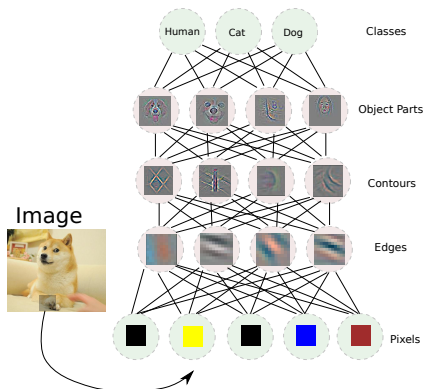 Human
Cat
Dog
Classes
Object Parts
Contours
Image
Edges
Pixels